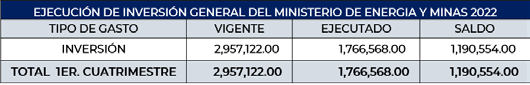 EJECUCIÓN DE INVERSIÓN GENERAL DEL MINISTERIO DE ENERGIA Y MINAS 2022
TIPO DE GASTO VIGENTE EJECUTADO SALDO
INVERSIÓN 2,957,122.00 1,766,568.00 1,190,554.00
TOTAL 1ER. CUATRIMESTRE 2,957,122.00 1,766,568.00 1,190,554.00